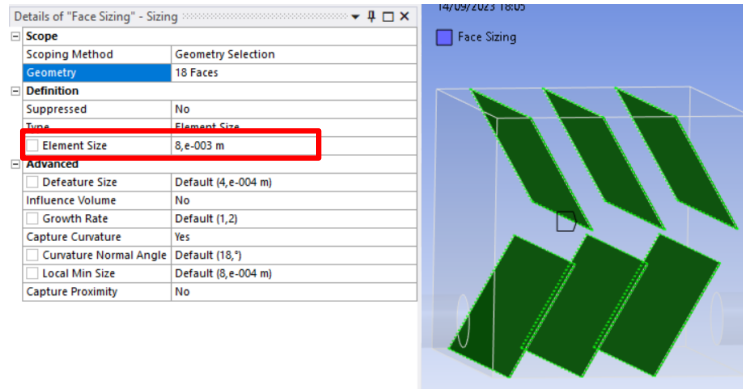 Details of "Face Sizing" - Sizing
Scope
Scoping Method Geometry Selection
Geometry 18 Faces
Definition
Suppressed No
Type Element Size
Element Size 8,e-003 m
Advanced
Defeature Size Default (4,e-004 m)
Influence Volume No
Growth Rate Default (1,2)
Capture Curvature Yes
Curvature Normal Angle Default (18,°)
Local Min Size Default (8,e-004 m)
Capture Proximity No
14/09/2023 18:05
Face Sizing